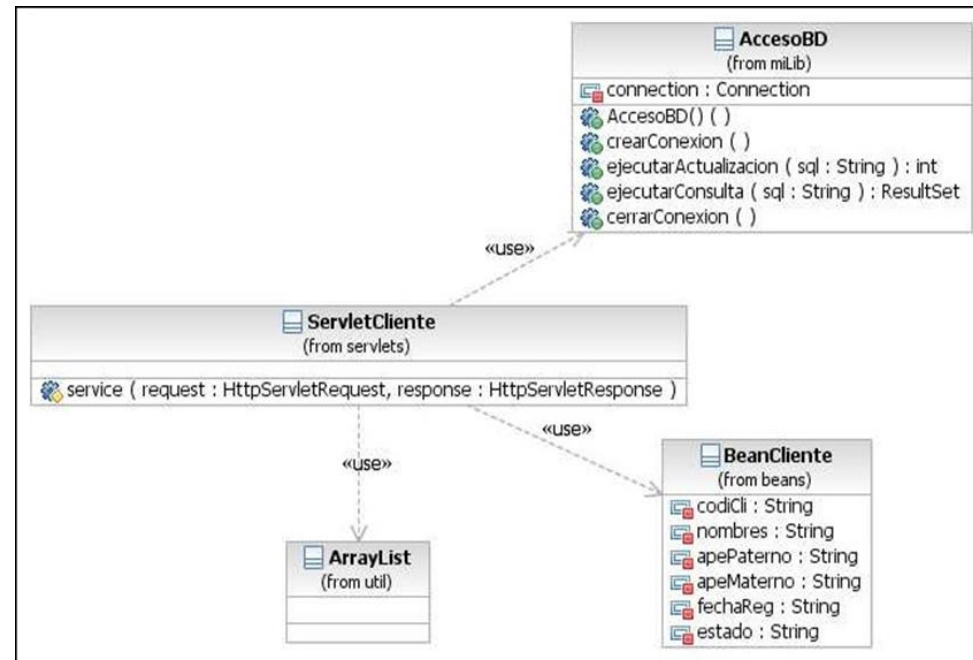 AccesoBD
(from miLib)
connection : Connection
AccesoBD() ( )
crearConexion ( )
ejecutarActualizacion ( sql : String ) : int
ejecutarConsulta ( sql : String ) : ResultSet
cerrarConexion ( )
«use»
ServletCliente
(from servlets)
service ( request : HttpServletRequest, response : HttpServletResponse )
«use»
«use»
BeanCliente
(from beans)
codiCli : String
nombres : String
apePaterno : String
apeMaterno : String
fechaReg : String
estado : String
ArrayList
(from util)